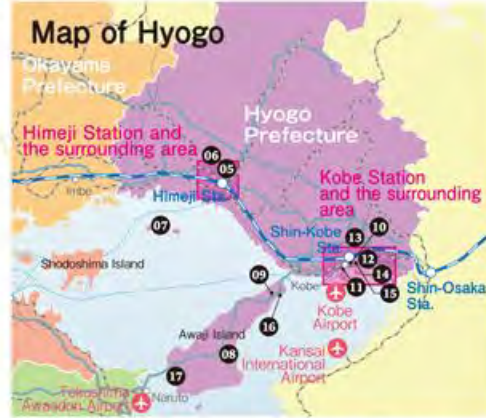 Map of Hyogo
Okayama
Prefecture
Hyogo
Prefecture
Himeji Station and
the surrounding area
06
05
Kobe Station
and the surrounding
area
Himeji Sta.
07
10
13
Shin-Kobe
Sta.
12
14
Shodoshima Island
09
Kobe
11
15
Shin-Osaka
Sta.
16
Kobe
Airport
Awaji Island
08
Kansai
International
Airport
17
Naruto
Tokushima
Awaodori Airport